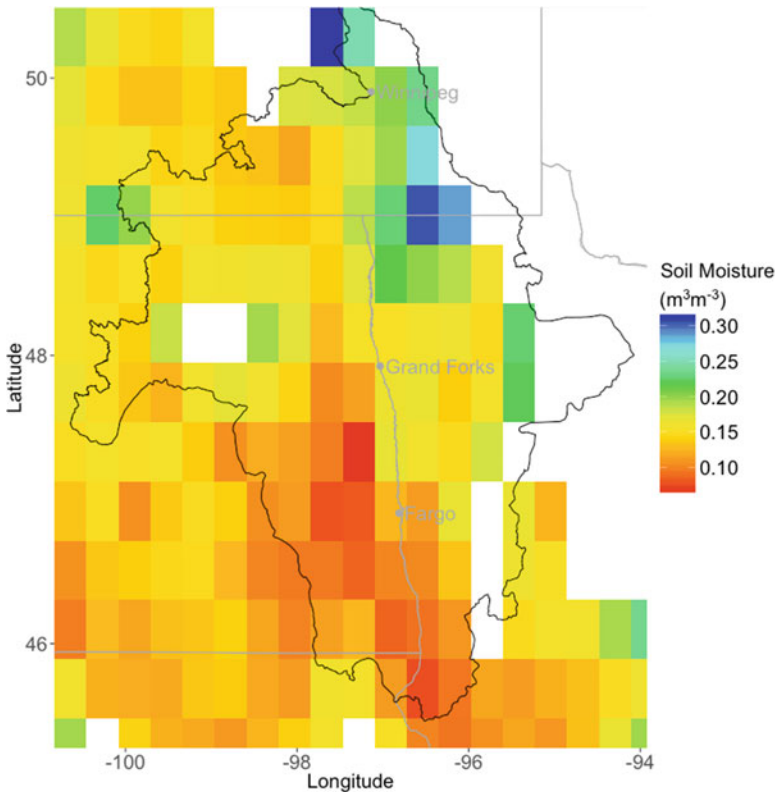 50
48
46
Latitude
-100
-98
-96
-94
Longitude
Winnipeg
Grand Forks
Fargo
Soil Moisture
(m³m⁻³)
0.30
0.25
0.20
0.15
0.10